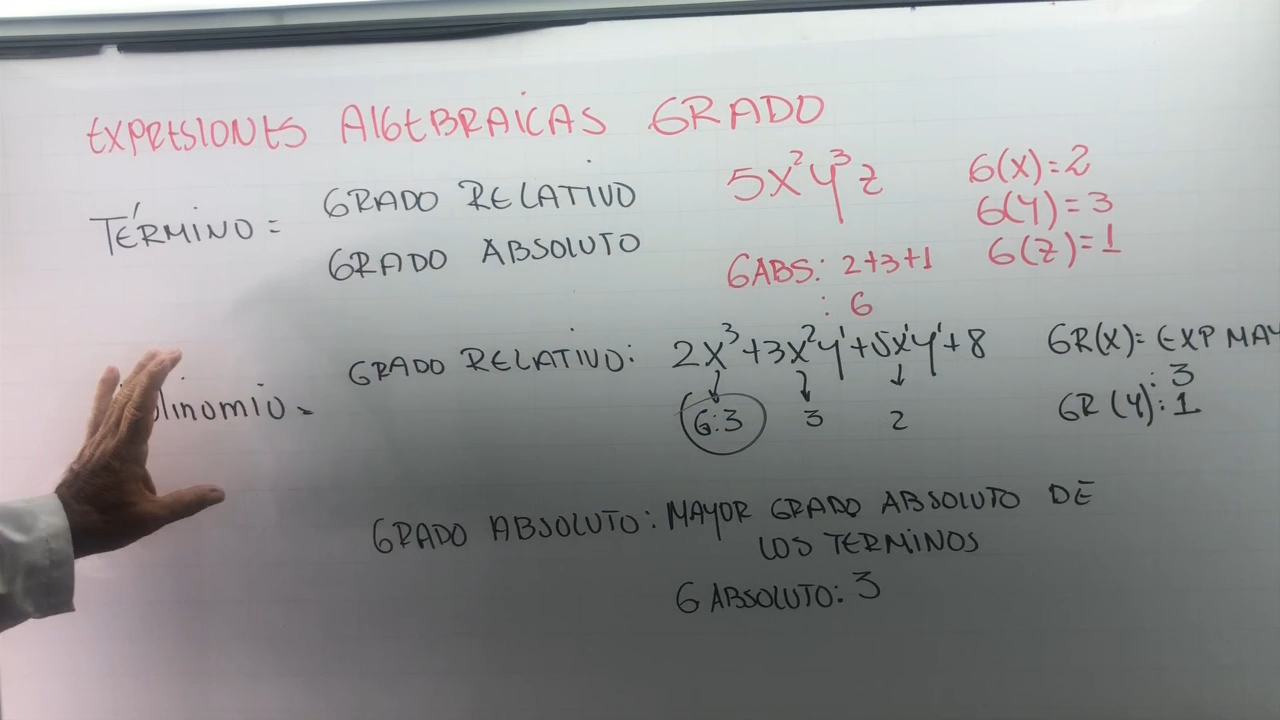 EXPRESIONES ALGEBRAICAS GRADO
TÉRMINO = GRADO RELATIVO
GRADO ABSOLUTO
5x²y³z
G(x)=2
G(y)=3
G(z)=1
GABS: 2+3+1
: 6
GRADO RELATIVO: 2x³+3x²y¹+5x¹y¹+8
G:3 3 2
GR(x)= EXP MAY
: 3
GR(y): 1
GRADO ABSOLUTO: MAYOR GRADO ABSOLUTO DE
LOS TERMINOS
G ABSOLUTO: 3